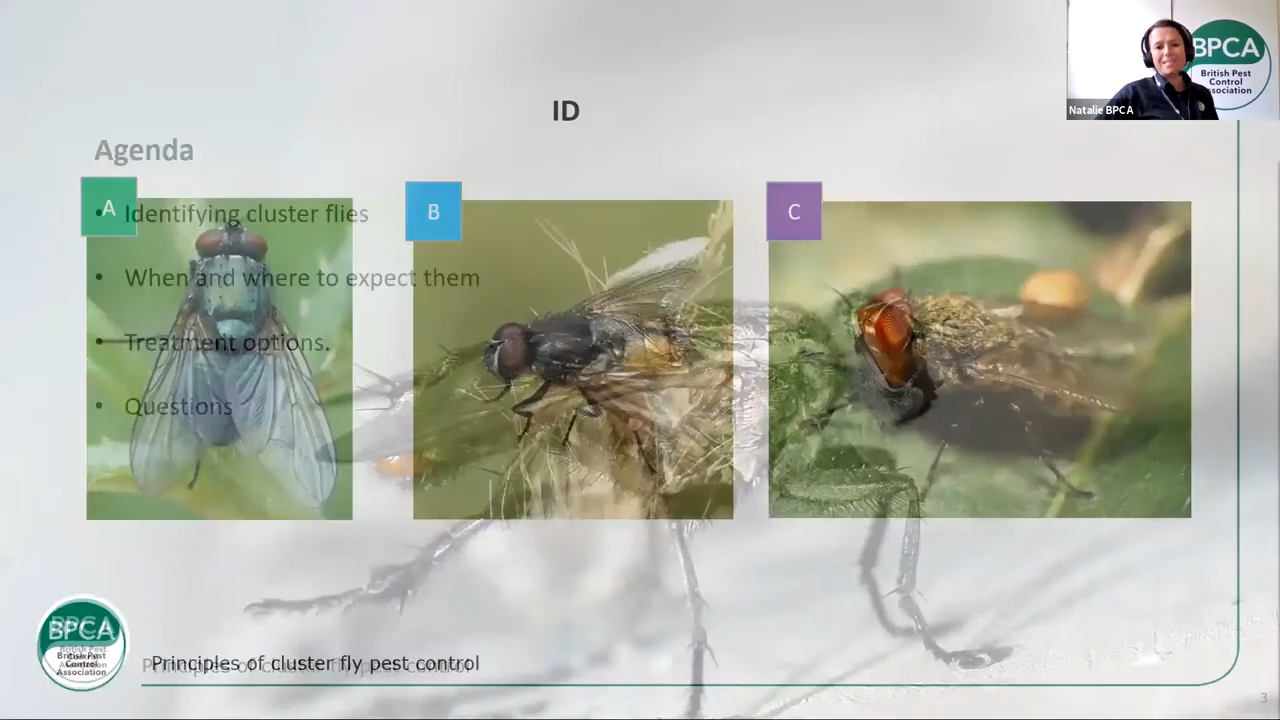 BPCA
British Pest
Control
Association
Natalie BPCA
ID
Agenda
A
B
C
• Identifying cluster flies
• When and where to expect them
• Treatment options.
• Questions
BPCA
British Pest
Control
Association
Principles of cluster fly pest control
3